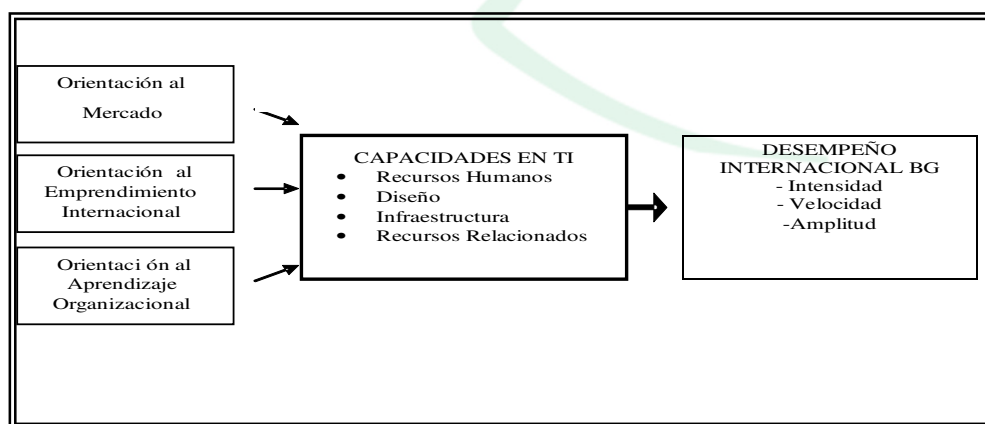 Orientación al
Mercado
Orientación al
Emprendimiento
Internacional
Orientaci ón al
Aprendizaje
Organizacional
CAPACIDADES EN TI
• Recursos Humanos
• Diseño
• Infraestructura
• Recursos Relacionados
DESEMPEÑO
INTERNACIONAL BG
- Intensidad
- Velocidad
-Amplitud